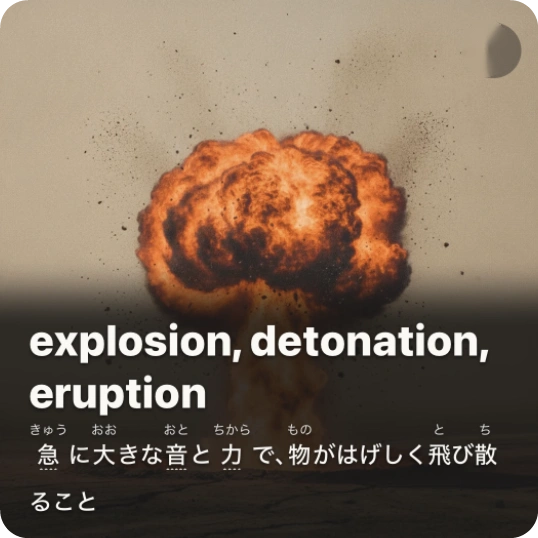 explosion, detonation,
eruption
きゅう おお おと ちから もの と ち
急に大きな音と力で、物がはげしく飛び散
ること